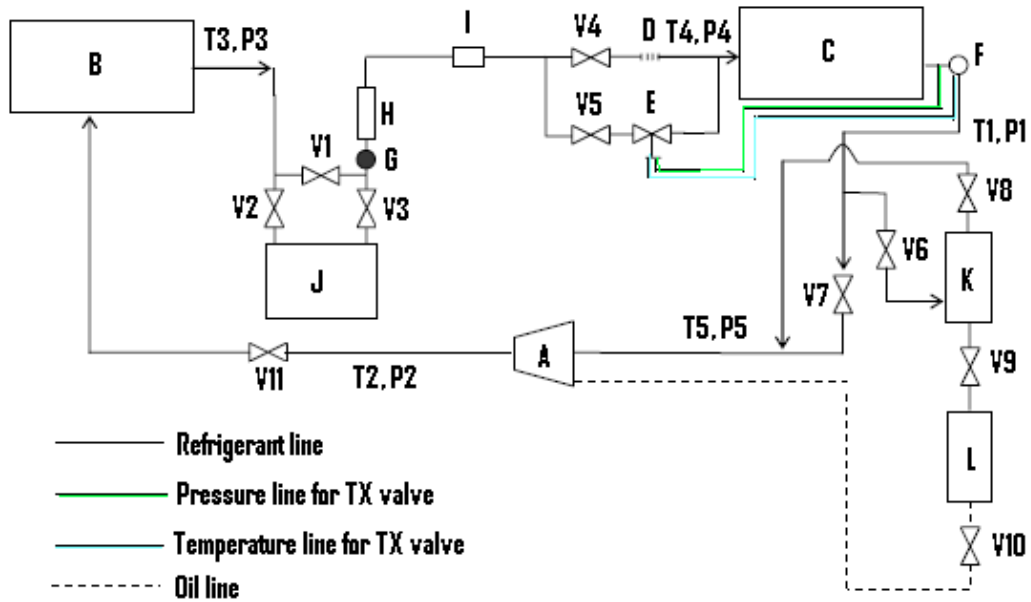 I
V4
D
T4, P4
T3, P3
B
C
F
H
V5
E
V1
G
T1, P1
V8
V2
V3
V6
K
J
V7
T5, P5
A
V9
V11
T2, P2
L
Refrigerant line
Pressure line for TX valve
Temperature line for TX valve
V10
Oil line